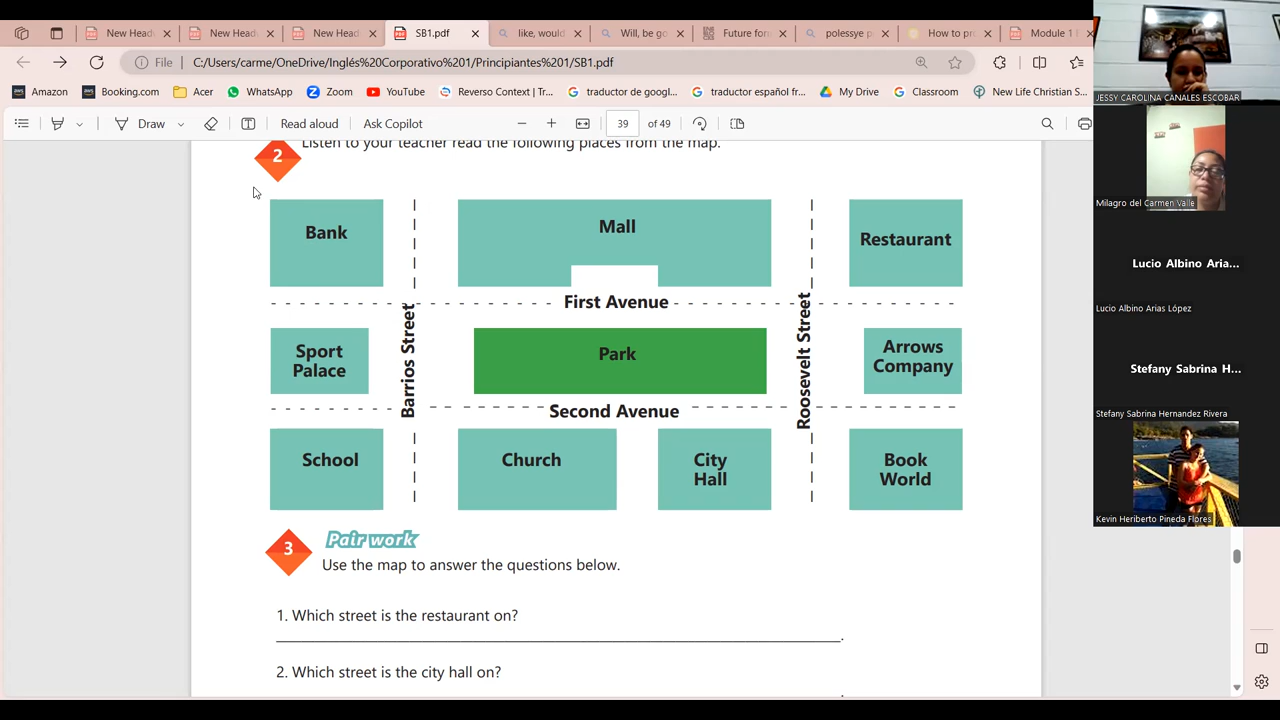 New Head
New Head
New Head
SB1.pdf
like, would
Will, be go
Future for
polessye p
How to pr
Module 1 F
File
C:/Users/carme/OneDrive/Inglés%20Corporativo%201/Principiantes%201/SB1.pdf
Amazon
Booking.com
Acer
WhatsApp
Zoom
YouTube
Reverso Context | Tr...
traductor de googl...
traductor español fr...
My Drive
Classroom
New Life Christian S...
Draw
Read aloud
Ask Copilot
39
of 49
2
Listen to your teacher read the following places from the map.
Bank
Mall
Restaurant
First Avenue
Barrios Street
Roosevelt Street
Sport
Palace
Park
Arrows
Company
Second Avenue
School
Church
City
Hall
Book
World
3
Pair work
Use the map to answer the questions below.
1. Which street is the restaurant on?
2. Which street is the city hall on?
JESSY CAROLINA CANALES ESCOBAR
Milagro del Carmen Valle
Lucio Albino Aria...
Lucio Albino Arias López
Stefany Sabrina H...
Stefany Sabrina Hernandez Rivera
Kevin Heriberto Pineda Flores